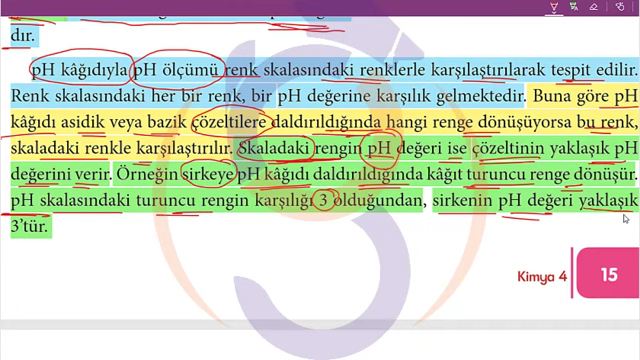 dır.
pH kâğıdıyla pH ölçümü renk skalasındaki renklerle karşılaştırılarak tespit edilir.
Renk skalasındaki her bir renk, bir pH değerine karşılık gelmektedir. Buna göre pH
kâğıdı asidik veya bazik çözeltilere daldırıldığında hangi renge dönüşüyorsa bu renk,
skaladaki renkle karşılaştırılır. Skaladaki rengin pH değeri ise çözeltinin yaklaşık pH
değerini verir. Örneğin sirkeye pH kâğıdı daldırıldığında kâğıt turuncu renge dönüşür.
pH skalasındaki turuncu rengin karşılığı 3 olduğundan, sirkenin pH değeri yaklaşık
3’tür.
Kimya 4 15